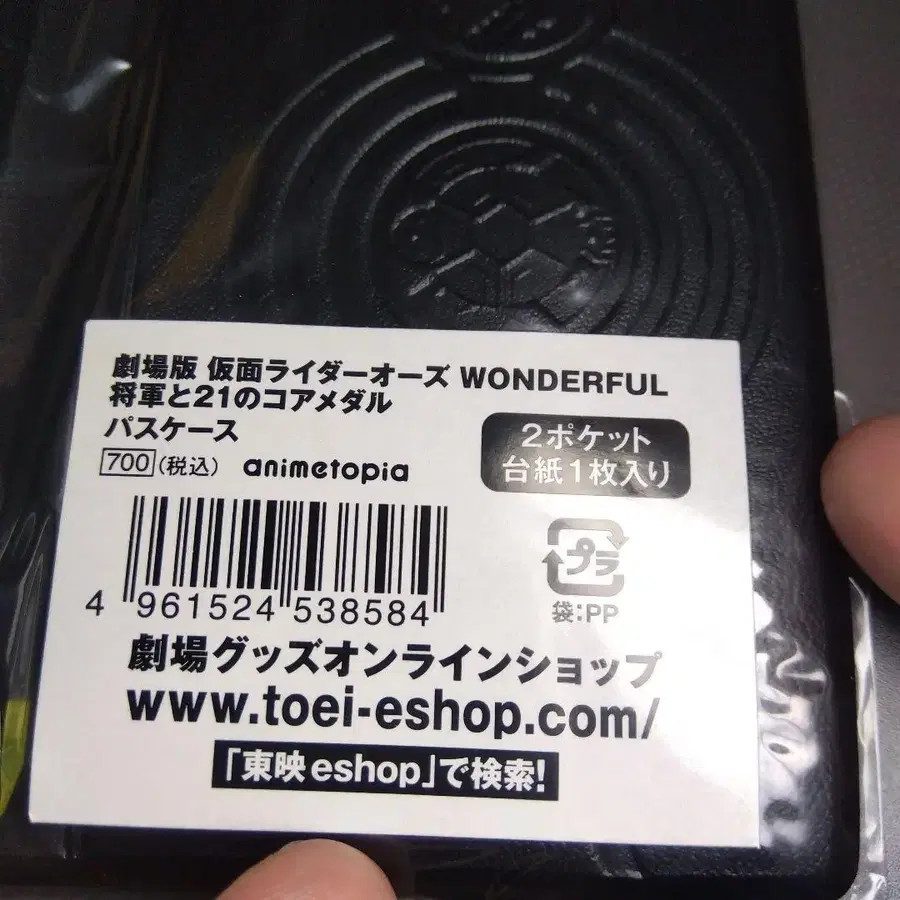 劇場版 仮面ライダーオーズ WONDERFUL
将軍と21のコアメダル
パスケース
2ポケット
台紙1枚入り
700(税込) animetopia
プラ
袋:PP
4 961524 538584
劇場グッズオンラインショップ
www.toei-eshop.com/
「東映eshop」で検索!